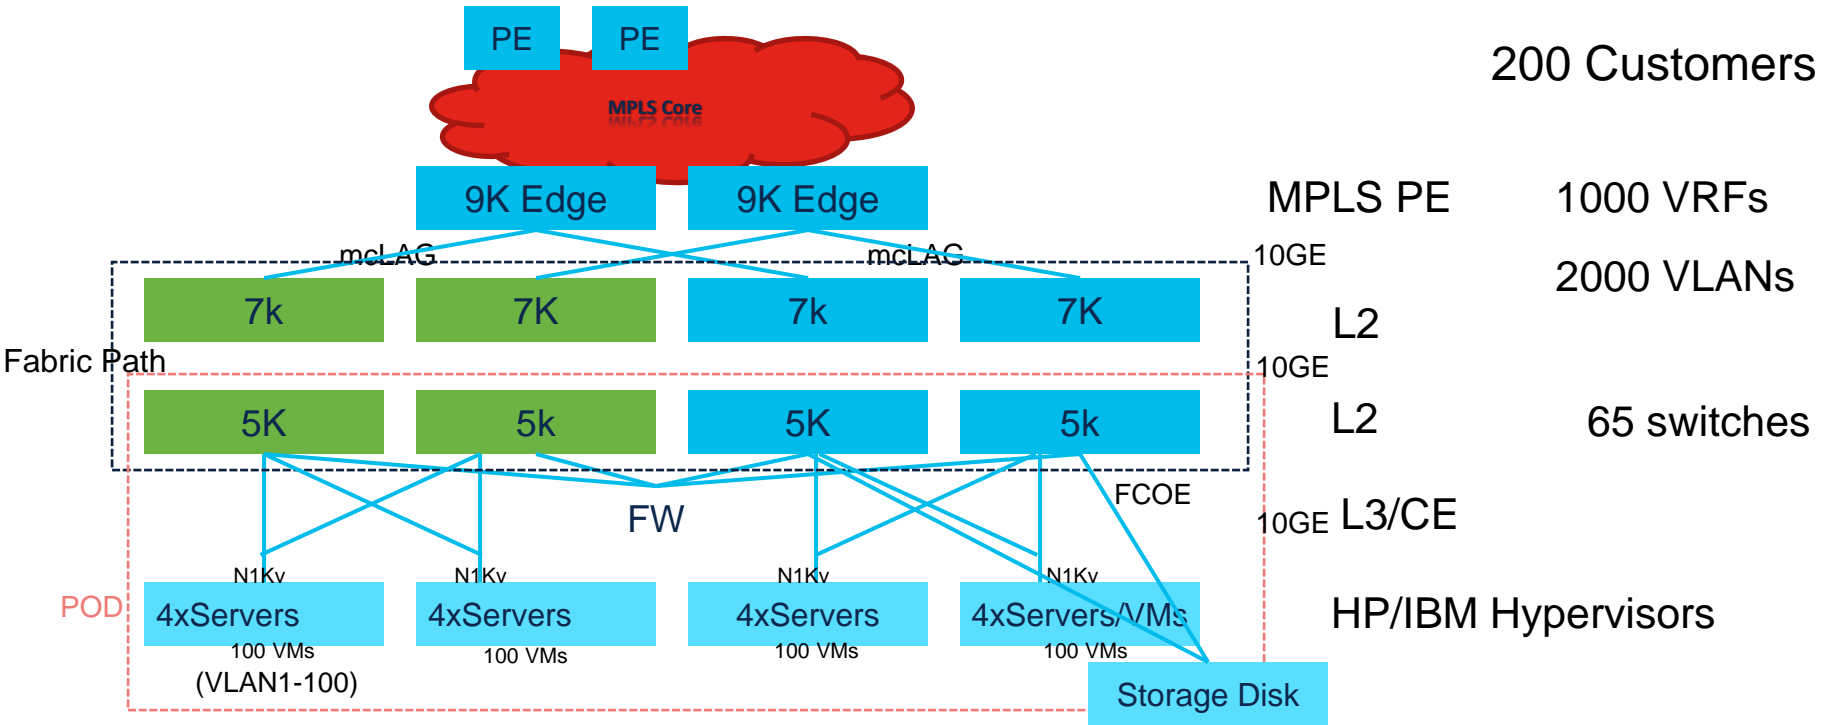 PE
PE
200 Customers
MPLS Core
9K Edge
9K Edge
MPLS PE
1000 VRFs
mcLAG
mcLAG
10GE
2000 VLANs
7k
7K
7k
7K
L2
Fabric Path
10GE
5K
5k
5K
5k
L2
65 switches
FCOE
FW
10GE
L3/CE
N1Kv
N1Kv
N1Kv
N1Kv
POD
4xServers
4xServers
4xServers
4xServers/VMs
HP/IBM Hypervisors
100 VMs
100 VMs
100 VMs
100 VMs
(VLAN1-100)
Storage Disk